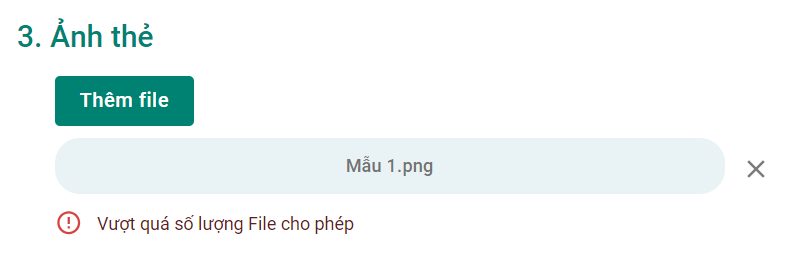 3. Ảnh thẻ
Thêm file
Mẫu 1.png
Vượt quá số lượng File cho phép